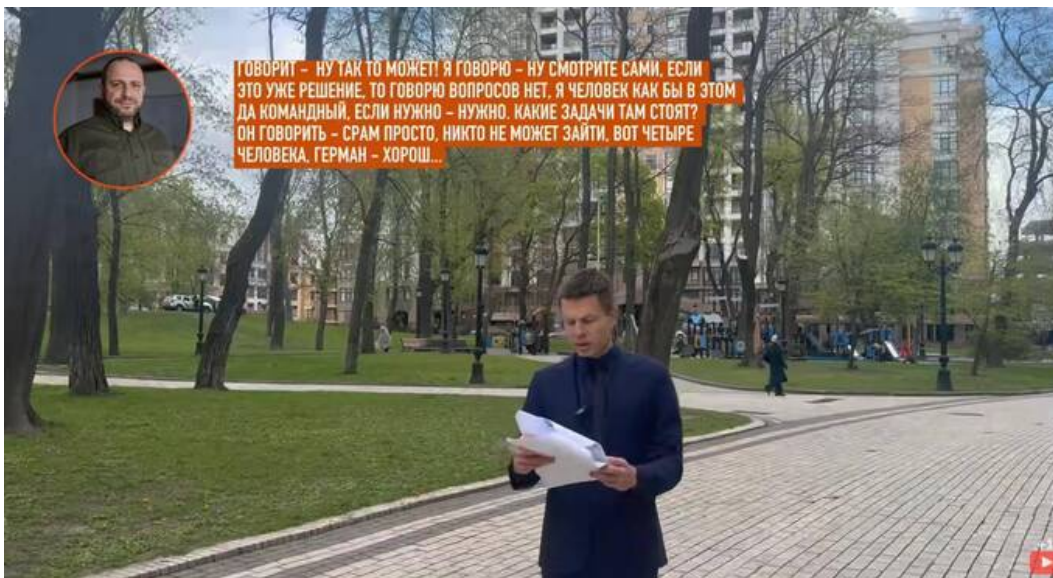 ГОВОРИТ – НУ ТАК ТО МОЖЕТ! Я ГОВОРЮ – НУ СМОТРИТЕ САМИ, ЕСЛИ
ЭТО УЖЕ РЕШЕНИЕ, ТО ГОВОРЮ ВОПРОСОВ НЕТ, Я ЧЕЛОВЕК КАК БЫ В ЭТОМ
ДА КОМАНДНЫЙ, ЕСЛИ НУЖНО – НУЖНО. КАКИЕ ЗАДАЧИ ТАМ СТОЯТ?
ОН ГОВОРИТЬ – СРАМ ПРОСТО, НИКТО НЕ МОЖЕТ ЗАЙТИ, ВОТ ЧЕТЫРЕ
ЧЕЛОВЕКА, ГЕРМАН – ХОРОШ...